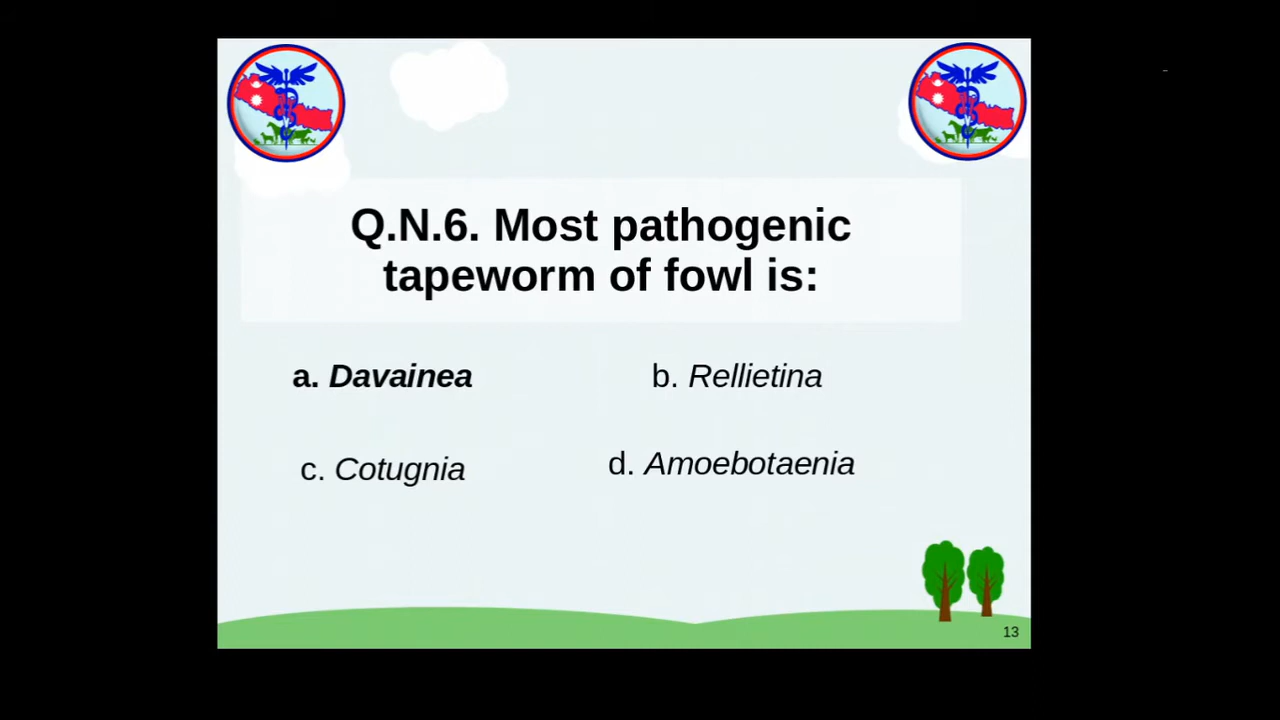 Q.N.6. Most pathogenic
tapeworm of fowl is:
a. Davainea
b. Rellietina
c. Cotugnia
d. Amoebotaenia
13